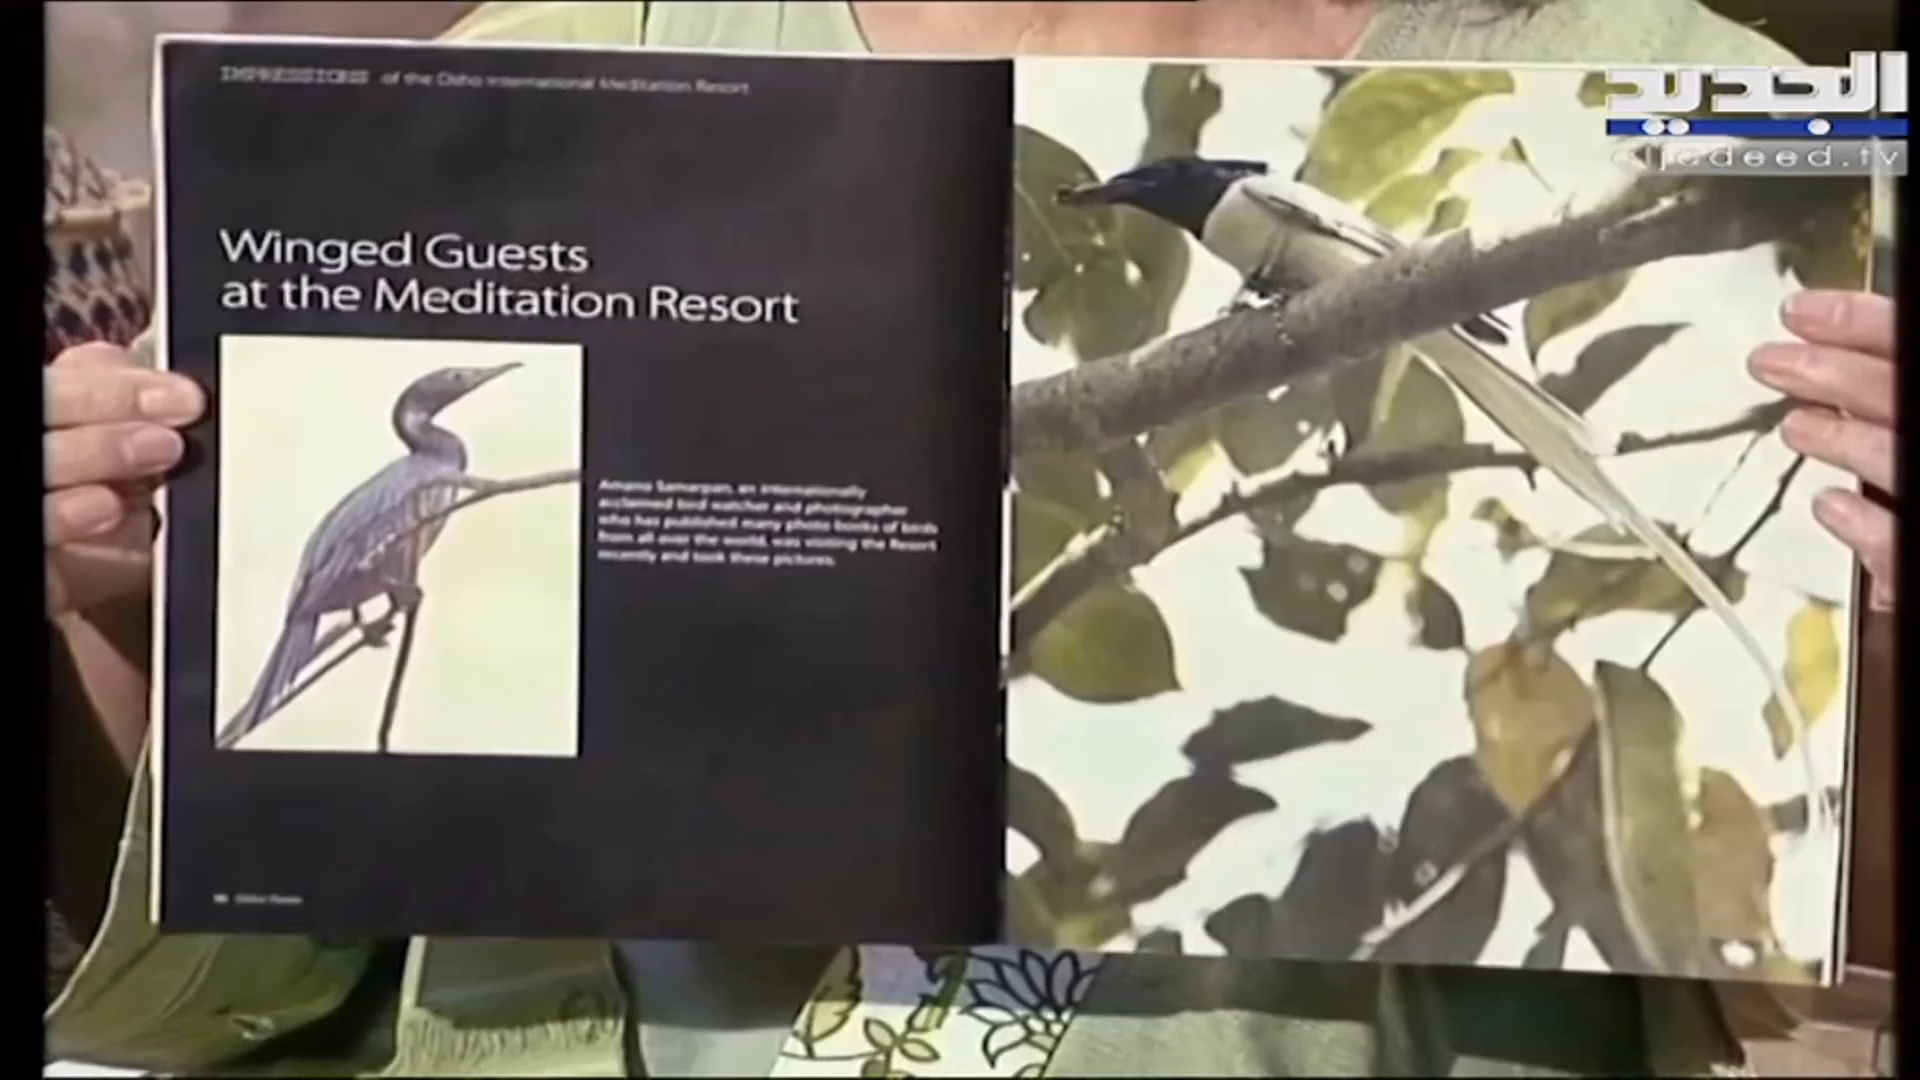 IMPRESSIONS of the Osho International Meditation Resort
الجديد
aljadeed.tv
Winged Guests
at the Meditation Resort
Amano Samarpan, an internationally
acclaimed bird watcher and photographer
who has published many photo books of birds
from all over the world, was visiting the Resort
recently and took these pictures.